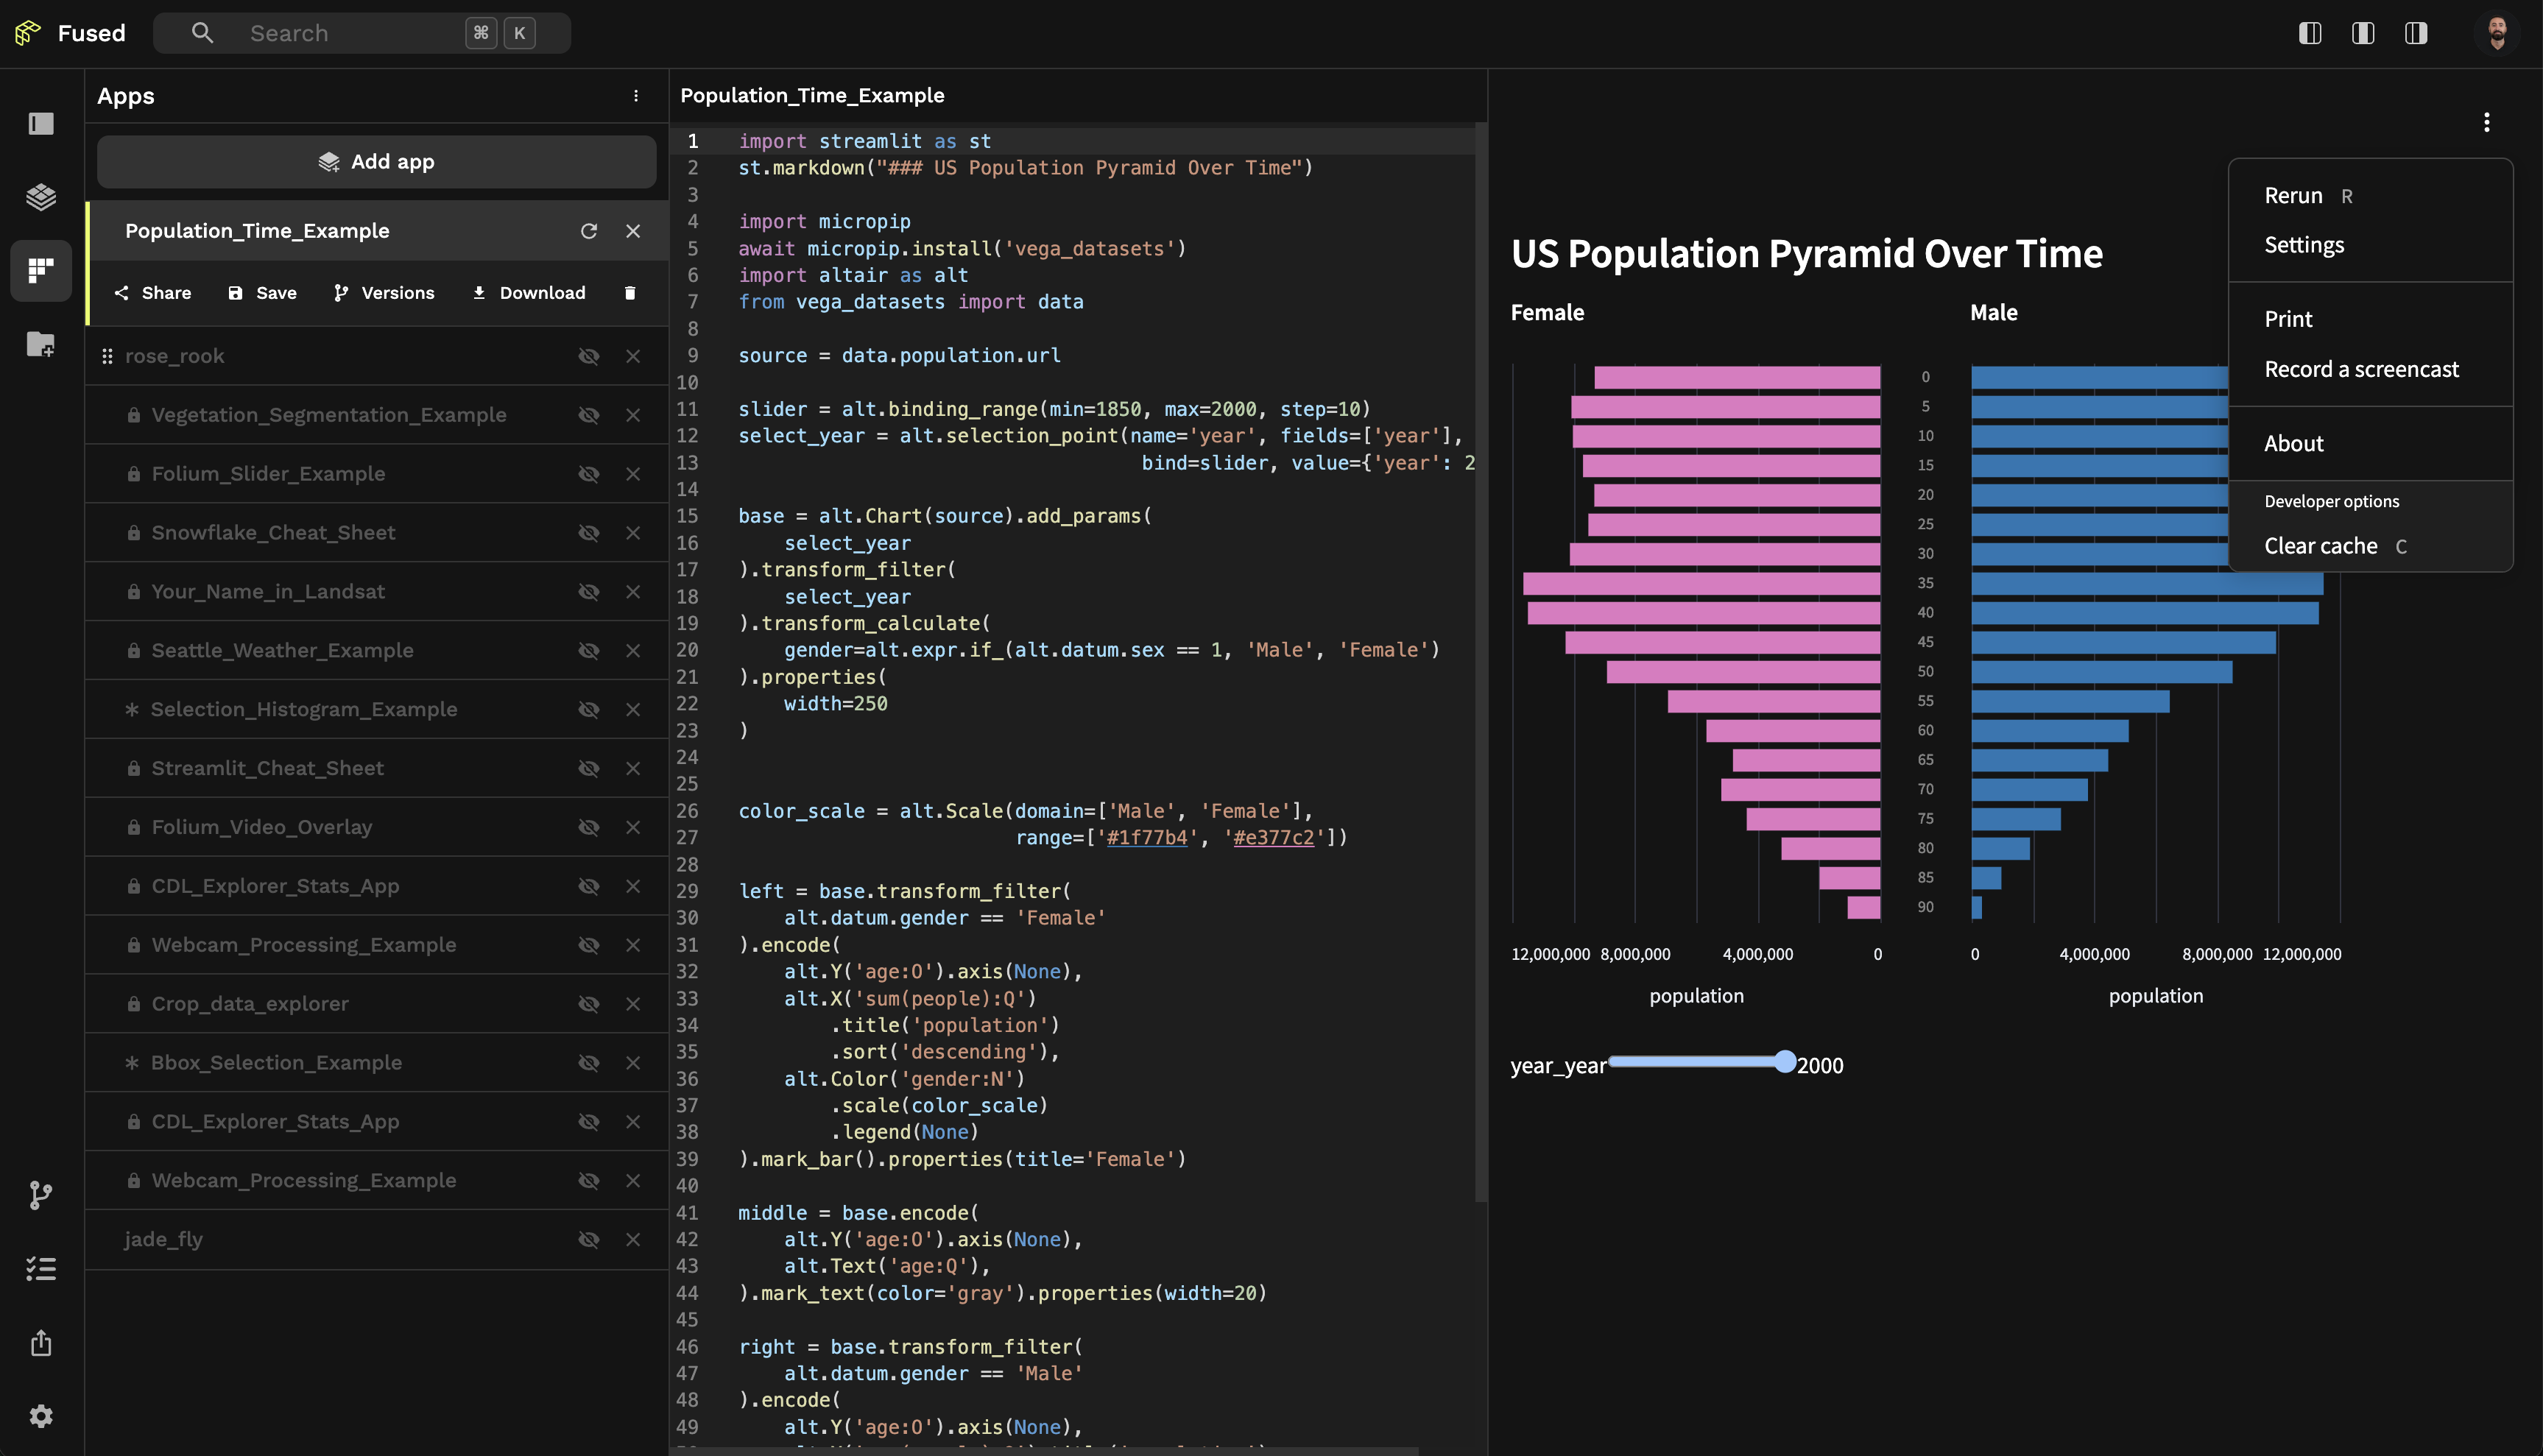 Fused
Search ⌘ K
Apps
Add app
Population_Time_Example
Share Save Versions Download
rose_rook
Vegetation_Segmentation_Example
Folium_Slider_Example
Snowflake_Cheat_Sheet
Your_Name_in_Landsat
Seattle_Weather_Example
Selection_Histogram_Example
Streamlit_Cheat_Sheet
Folium_Video_Overlay
CDL_Explorer_Stats_App
Webcam_Processing_Example
Crop_data_explorer
Bbox_Selection_Example
CDL_Explorer_Stats_App
Webcam_Processing_Example
jade_fly
Population_Time_Example
1 import streamlit as st
2 st.markdown("### US Population Pyramid Over Time")
3
4 import micropip
5 await micropip.install('vega_datasets')
6 import altair as alt
7 from vega_datasets import data
8
9 source = data.population.url
10
11 slider = alt.binding_range(min=1850, max=2000, step=10)
12 select_year = alt.selection_point(name='year', fields=['year'],
13 bind=slider, value={'year': 2
14
15 base = alt.Chart(source).add_params(
16 select_year
17 ).transform_filter(
18 select_year
19 ).transform_calculate(
20 gender=alt.expr.if_(alt.datum.sex == 1, 'Male', 'Female')
21 ).properties(
22 width=250
23 )
24
25
26 color_scale = alt.Scale(domain=['Male', 'Female'],
27 range=['#1f77b4', '#e377c2'])
28
29 left = base.transform_filter(
30 alt.datum.gender == 'Female'
31 ).encode(
32 alt.Y('age:O').axis(None),
33 alt.X('sum(people):Q')
34 .title('population')
35 .sort('descending'),
36 alt.Color('gender:N')
37 .scale(color_scale)
38 .legend(None)
39 ).mark_bar().properties(title='Female')
40
41 middle = base.encode(
42 alt.Y('age:O').axis(None),
43 alt.Text('age:Q'),
44 ).mark_text(color='gray').properties(width=20)
45
46 right = base.transform_filter(
47 alt.datum.gender == 'Male'
48 ).encode(
49 alt.Y('age:O').axis(None),
US Population Pyramid Over Time
Female Male
0
5
10
15
20
25
30
35
40
45
50
55
60
65
70
75
80
85
90
12,000,000 8,000,000 4,000,000 0 0 4,000,000 8,000,000 12,000,000
population population
year_year 2000
Rerun R
Settings
Print
Record a screencast
About
Developer options
Clear cache C